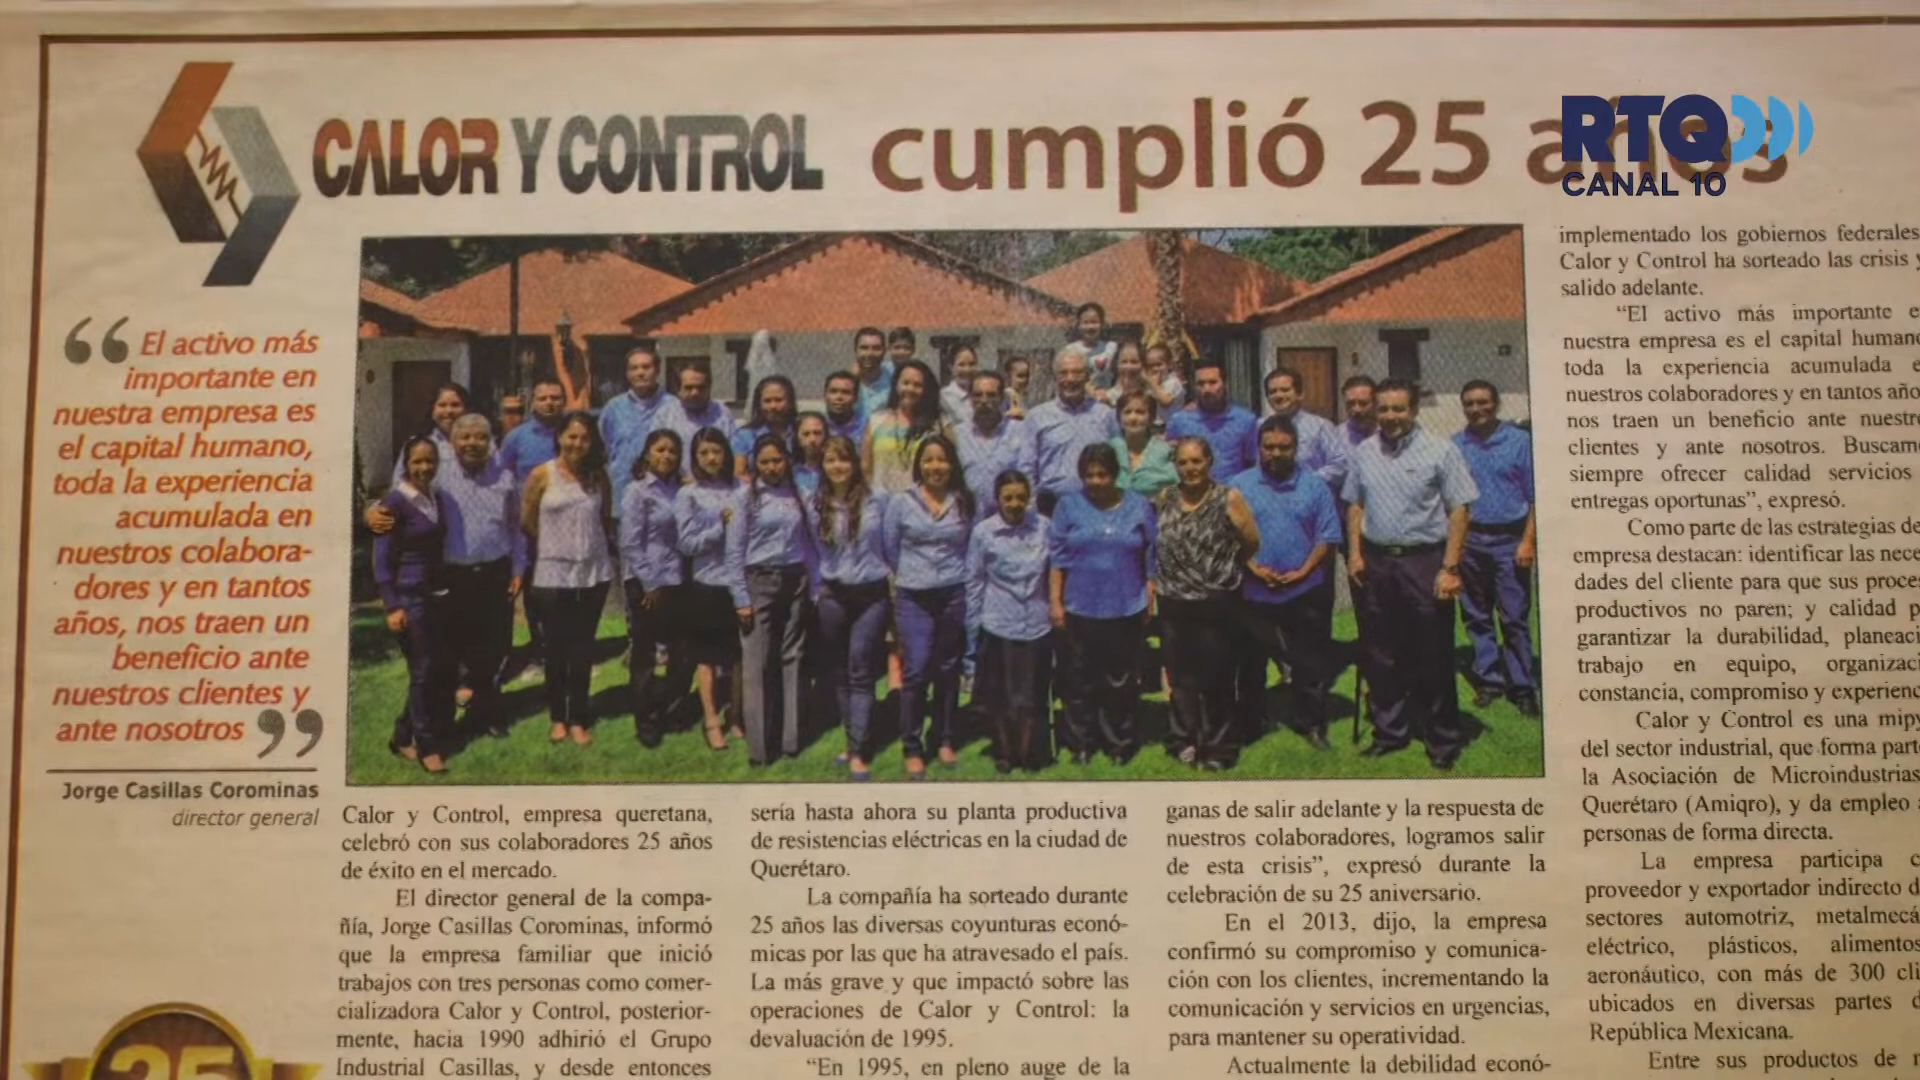 CALOR Y CONTROL cumplió 25 años
RTQ
CANAL 10
“El activo más
importante en
nuestra empresa es
el capital humano,
toda la experiencia
acumulada en
nuestros colabora-
dores y en tantos
años, nos traen un
beneficio ante
nuestros clientes y
ante nosotros”
Jorge Casillas Corominas
director general
25
Calor y Control, empresa queretana,
celebró con sus colaboradores 25 años
de éxito en el mercado.
El director general de la compa-
ñía, Jorge Casillas Corominas, informó
que la empresa familiar que inició
trabajos con tres personas como comer-
cializadora Calor y Control, posterior-
mente, hacia 1990 adhirió el Grupo
Industrial Casillas, y desde entonces
sería hasta ahora su planta productiva
de resistencias eléctricas en la ciudad de
Querétaro.
La compañía ha sorteado durante
25 años las diversas coyunturas econó-
micas por las que ha atravesado el país.
La más grave y que impactó sobre las
operaciones de Calor y Control: la
devaluación de 1995.
“En 1995, en pleno auge de la
ganas de salir adelante y la respuesta de
nuestros colaboradores, logramos salir
de esta crisis”, expresó durante la
celebración de su 25 aniversario.
En el 2013, dijo, la empresa
confirmó su compromiso y comunica-
ción con los clientes, incrementando la
comunicación y servicios en urgencias,
para mantener su operatividad.
Actualmente la debilidad econó-
implementado los gobiernos federales
Calor y Control ha sorteado las crisis y
salido adelante.
“El activo más importante e
nuestra empresa es el capital humano
toda la experiencia acumulada e
nuestros colaboradores y en tantos año
nos traen un beneficio ante nuestro
clientes y ante nosotros. Buscam
siempre ofrecer calidad servicios
entregas oportunas”, expresó.
Como parte de las estrategias de
empresa destacan: identificar las nece
dades del cliente para que sus proces
productivos no paren; y calidad p
garantizar la durabilidad, planeaci
trabajo en equipo, organizaci
constancia, compromiso y experienc
Calor y Control es una mipy
del sector industrial, que forma part
la Asociación de Microindustrias
Querétaro (Amiqro), y da empleo a
personas de forma directa.
La empresa participa c
proveedor y exportador indirecto d
sectores automotriz, metalmecá
eléctrico, plásticos, alimentos
aeronáutico, con más de 300 cli
ubicados en diversas partes d
República Mexicana.
Entre sus productos de